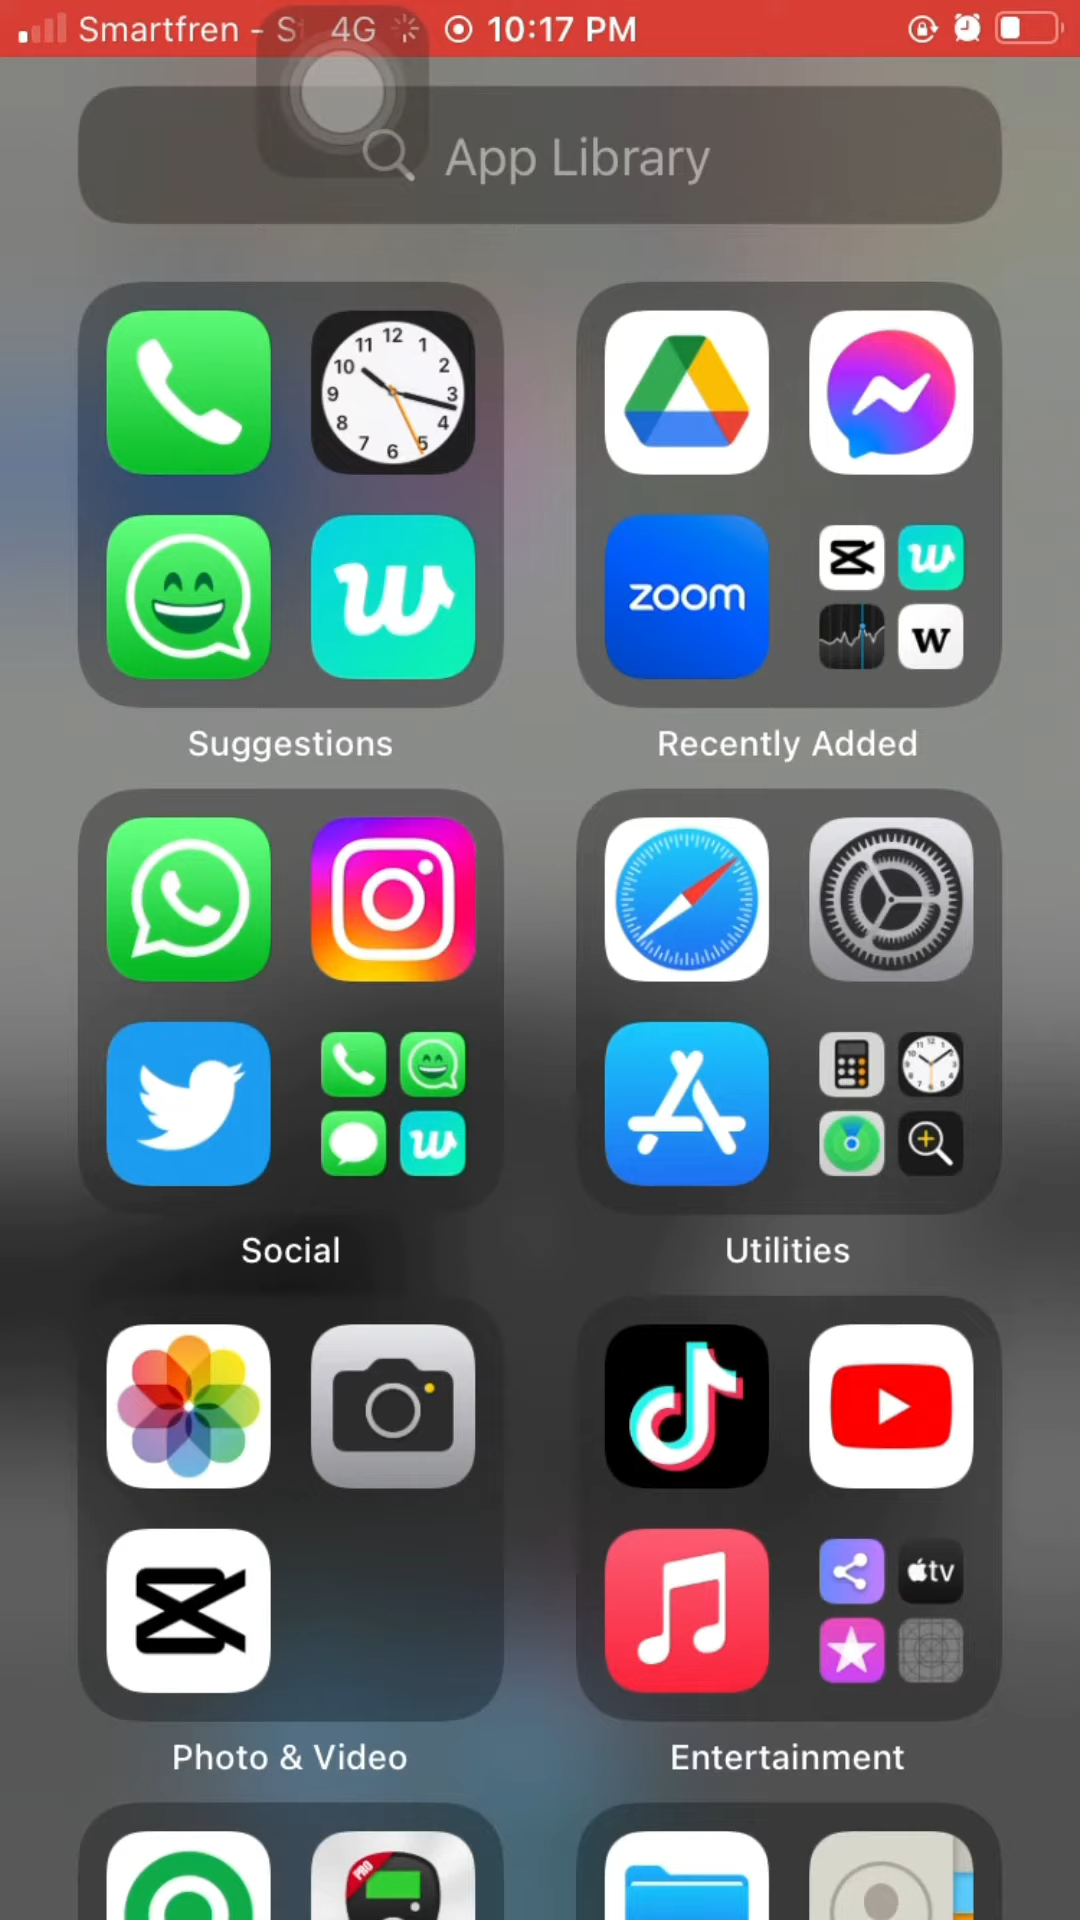 Smartfren - S 4G 10:17 PM
App Library
12
11 1
10 2
9 3
8 4
7 5
6
zoom
w
W
Suggestions
Recently Added
Social
Utilities
tv
Photo & Video
Entertainment
PRO